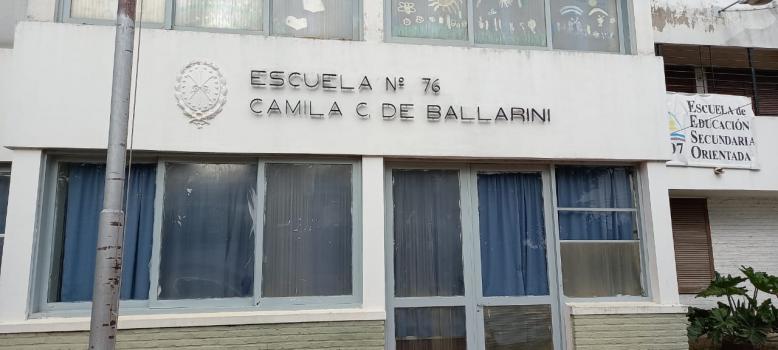 ESCUELA Nº 76
CAMILA C. DE BALLARINI
ESCUELA de
EDUCACIÓN
SECUNDARIA
97 ORIENTADA